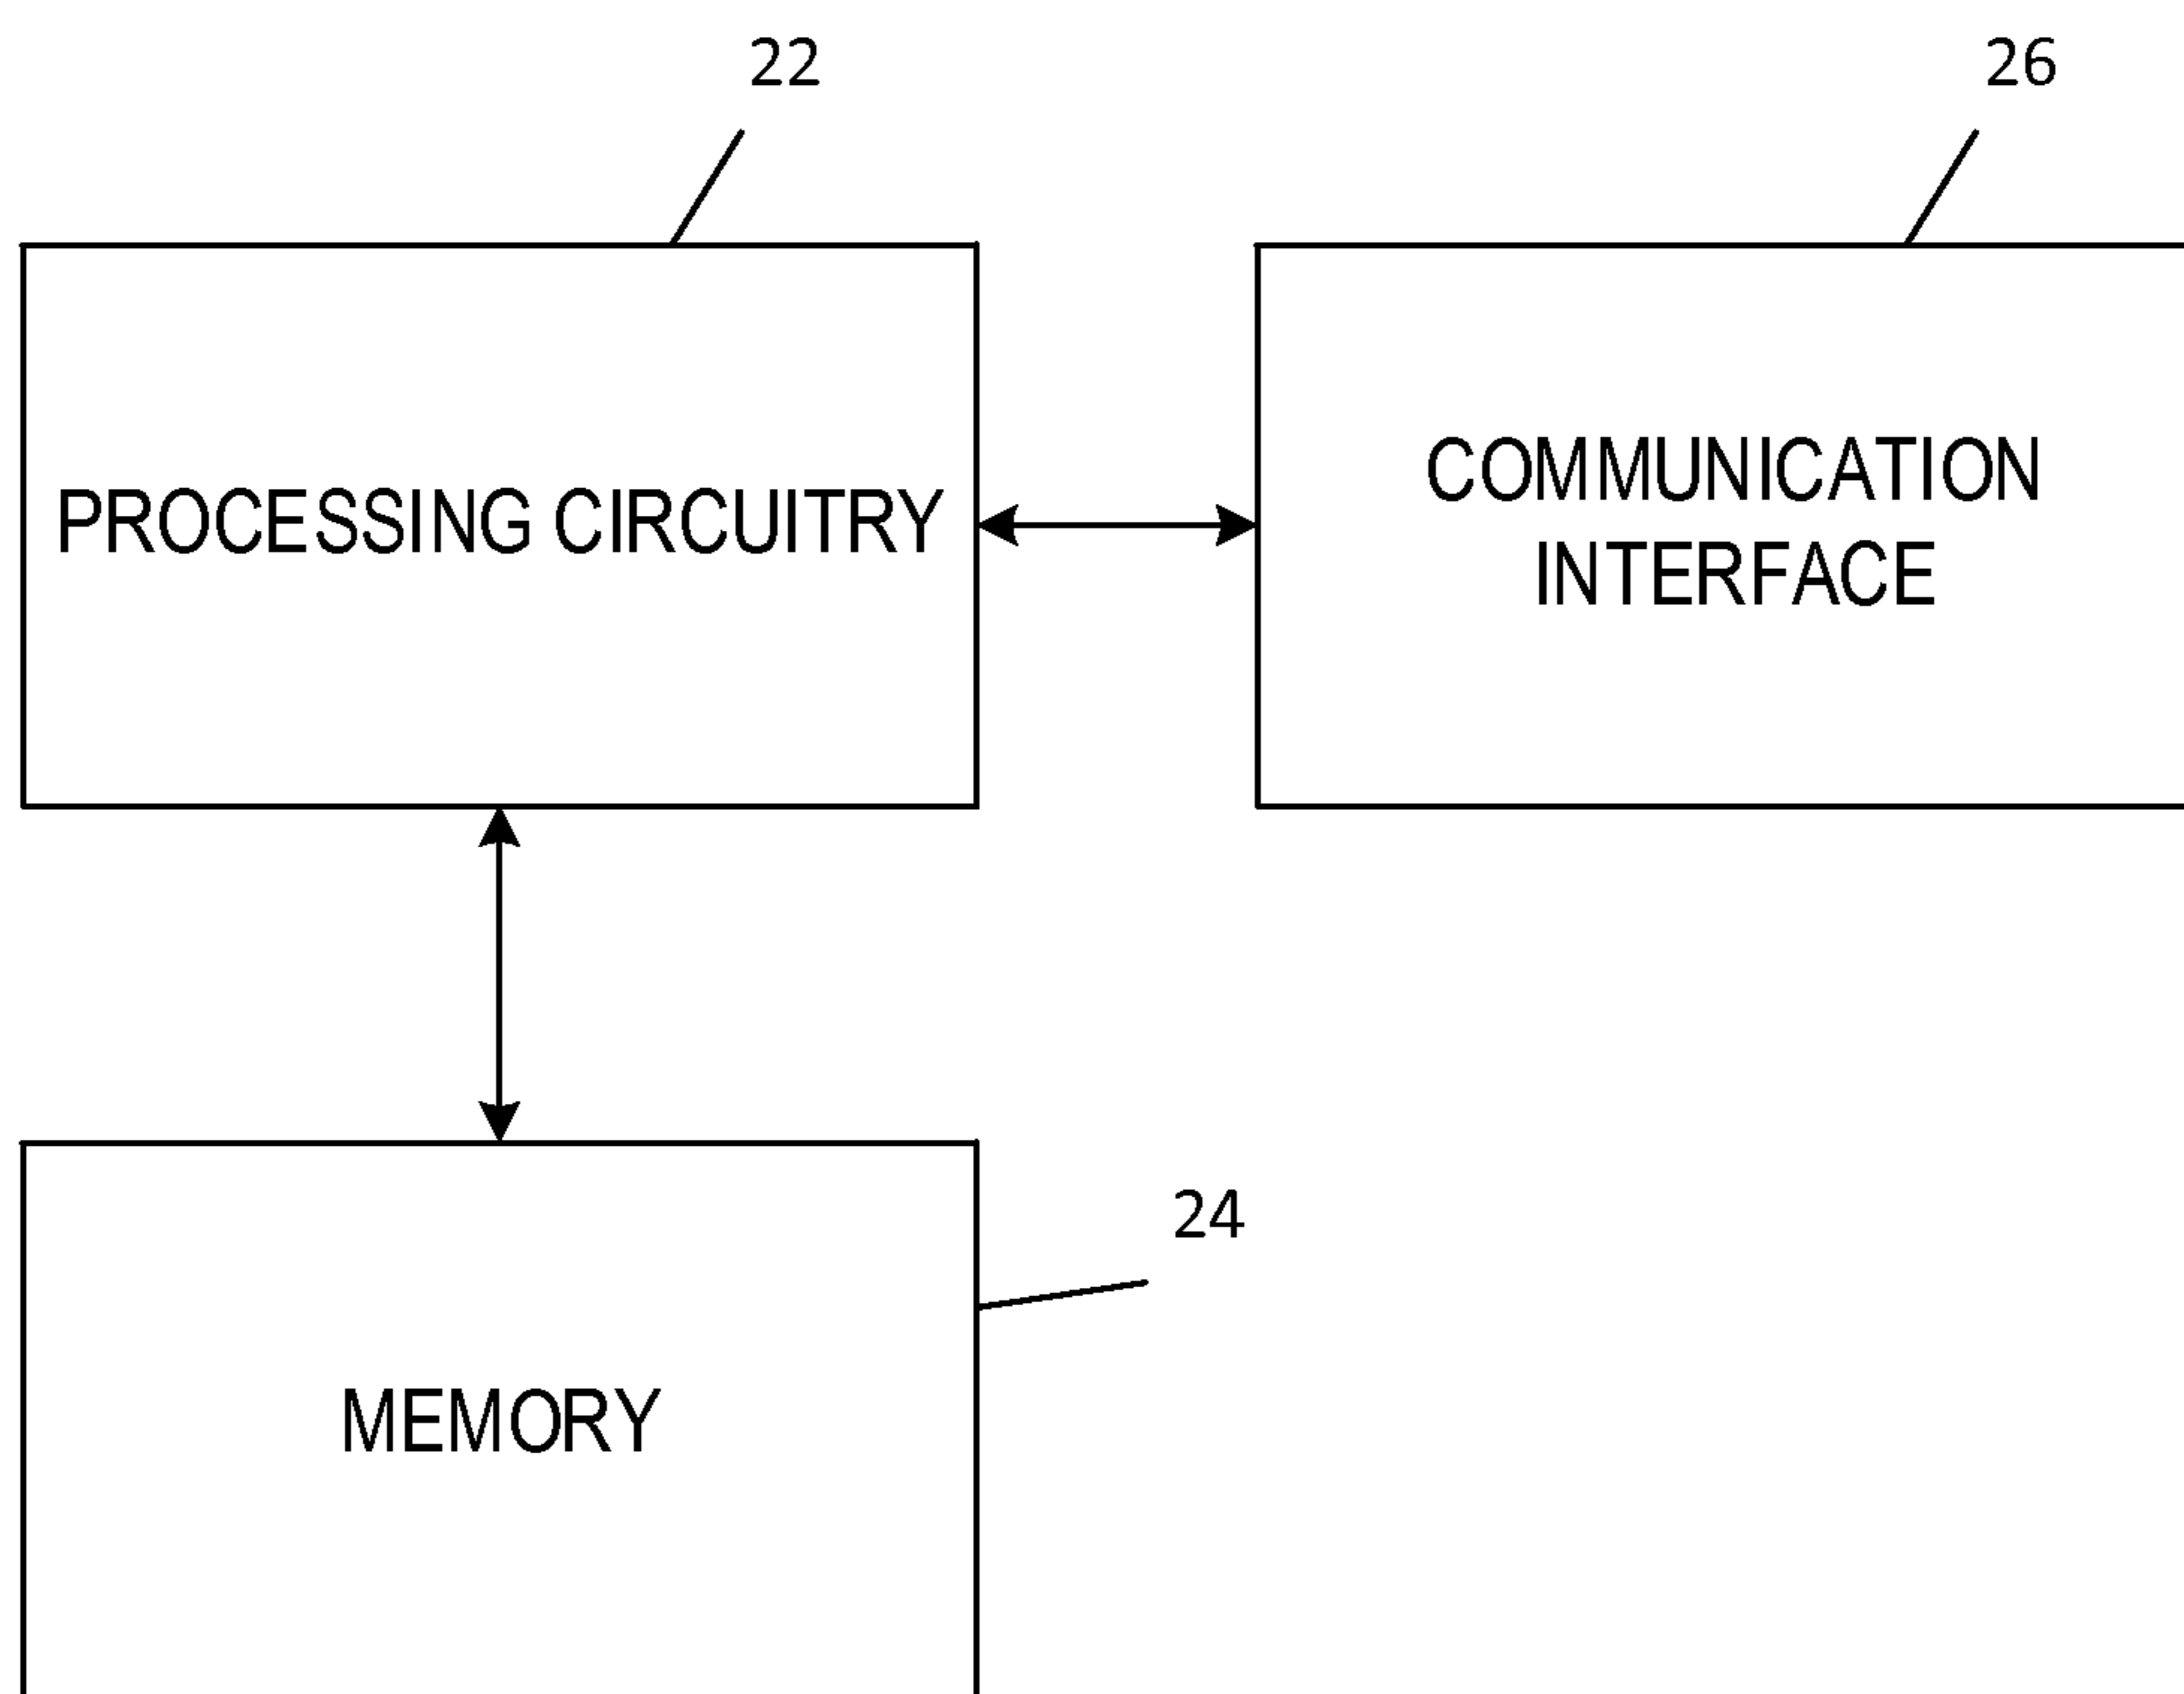 22
26
PROCESSING CIRCUITRY
COMMUNICATION
INTERFACE
24
MEMORY